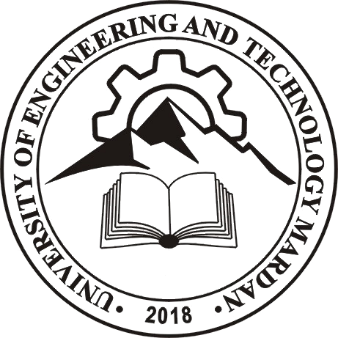 UNIVERSITY OF ENGINEERING AND TECHNOLOGY MARDAN
· 2018 ·